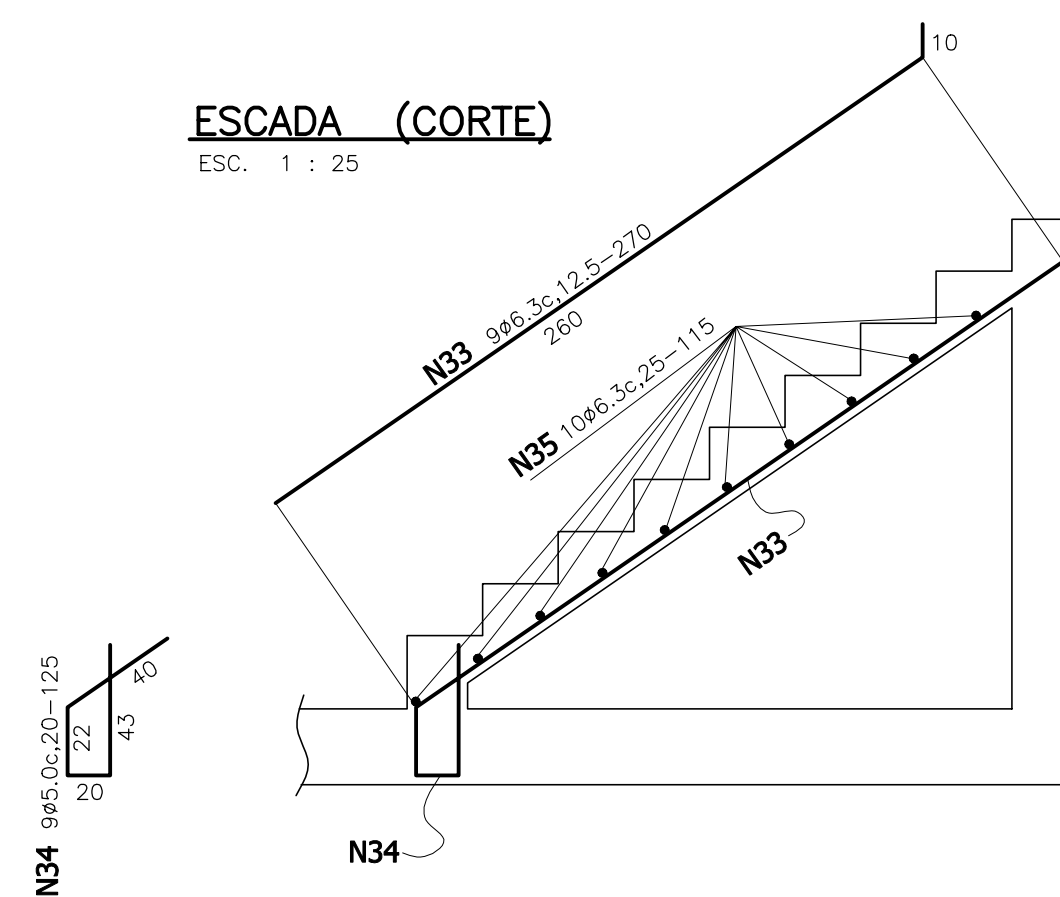 ESCADA (CORTE)
ESC. 1 : 25
10
N33 9ø6.3c,12.5-270
260
N35 10ø6.3c,25-115
N33
N34 9ø5.0c,20-125
40
22
43
20
N34